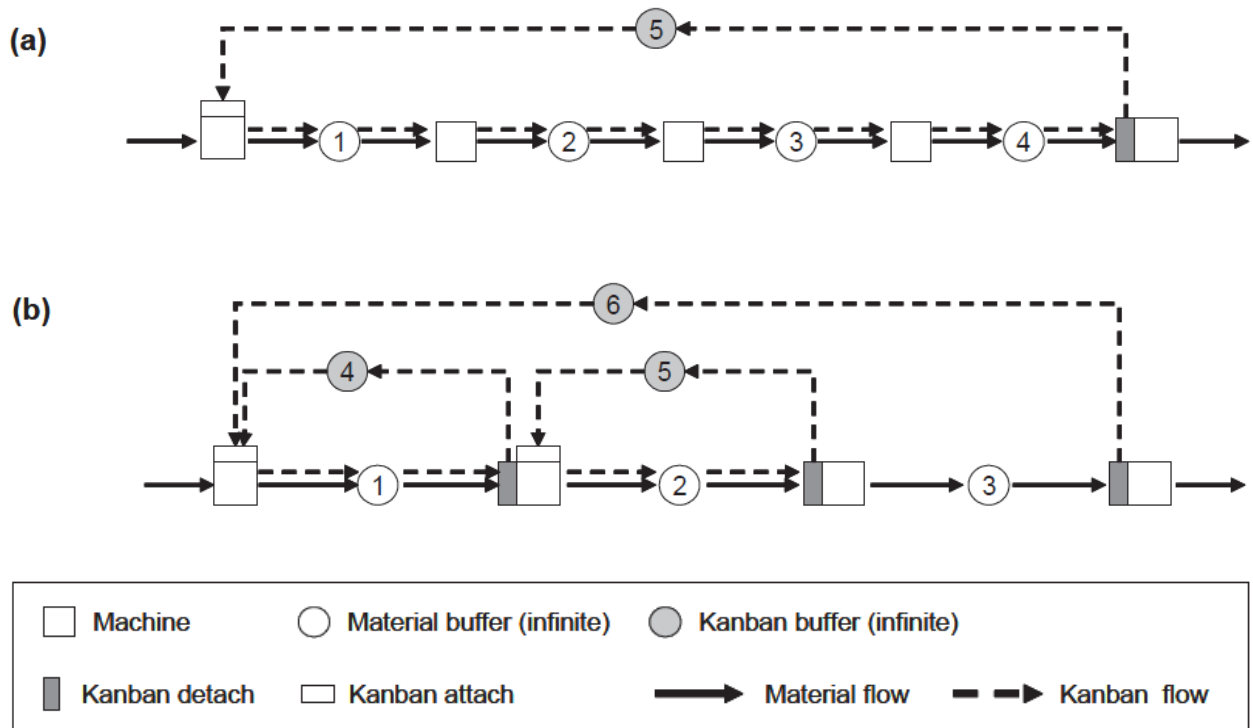 5
(a)
1
2
3
4
6
(b)
4
5
1
2
3
Machine
Material buffer (infinite)
Kanban buffer (infinite)
Kanban detach
Kanban attach
Material flow
Kanban flow